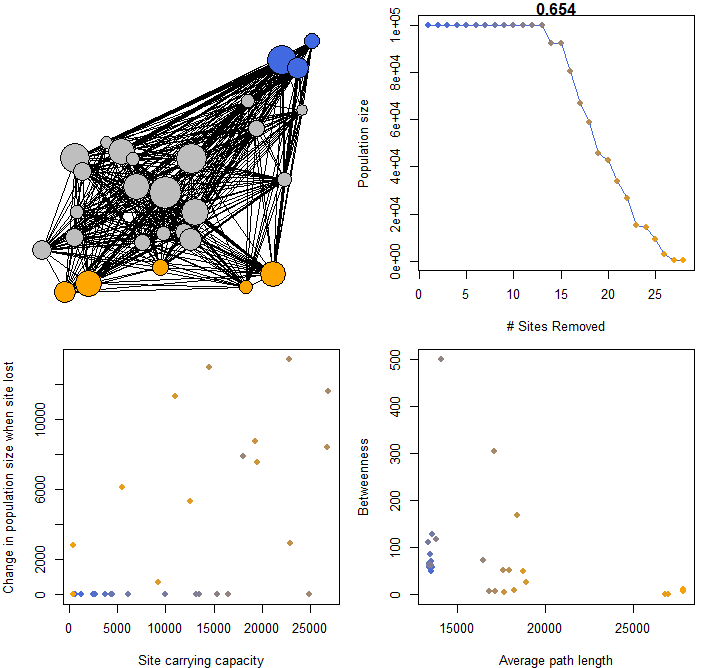 0.654
Population size
0e+00 2e+04 4e+04 6e+04 8e+04 1e+05
0 5 10 15 20 25
# Sites Removed
Change in population size when site lost
0 2000 6000 10000
0 5000 10000 15000 20000 25000
Site carrying capacity
Betweenness
0 100 200 300 400 500
15000 20000 25000
Average path length